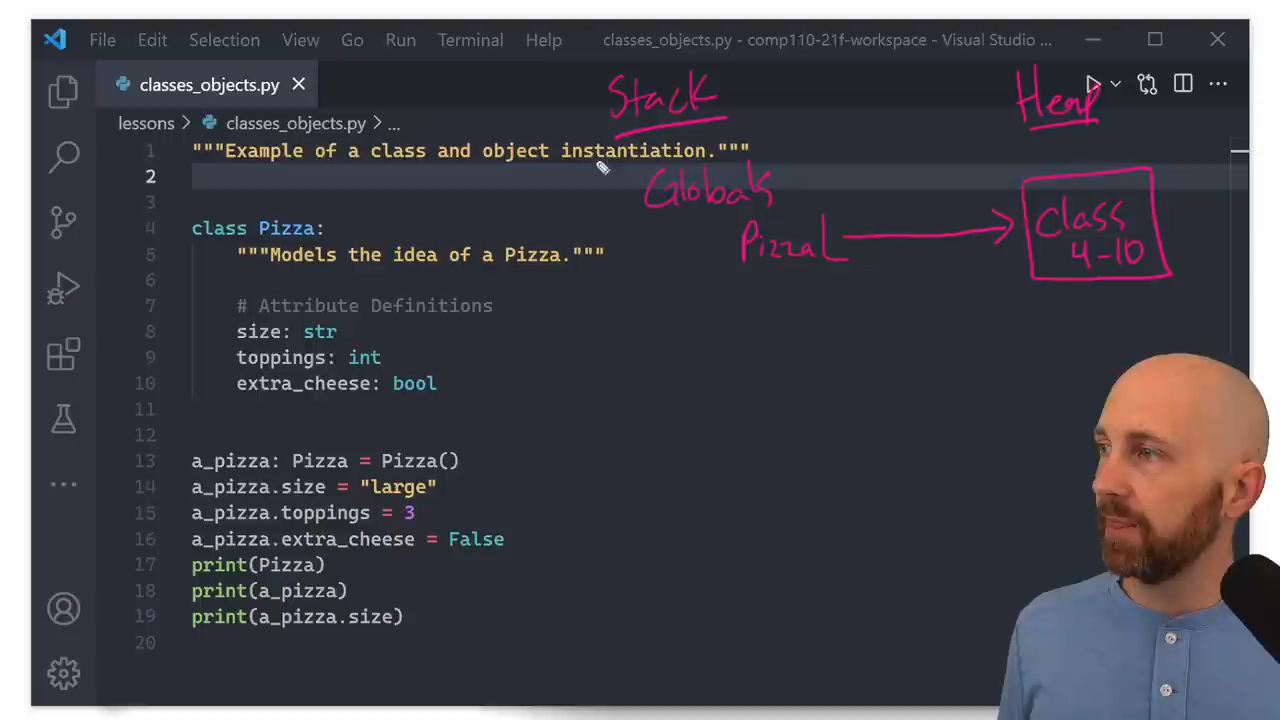 File Edit Selection View Go Run Terminal Help classes_objects.py - comp110-21f-workspace - Visual Studio ...
classes_objects.py
lessons > classes_objects.py > ...
1 """Example of a class and object instantiation."""
2
3
4 class Pizza:
5 """Models the idea of a Pizza."""
6
7 # Attribute Definitions
8 size: str
9 toppings: int
10 extra_cheese: bool
11
12
13 a_pizza: Pizza = Pizza()
14 a_pizza.size = "large"
15 a_pizza.toppings = 3
16 a_pizza.extra_cheese = False
17 print(Pizza)
18 print(a_pizza)
19 print(a_pizza.size)
20
Stack
Globals
Pizza
Heap
Class
4-10